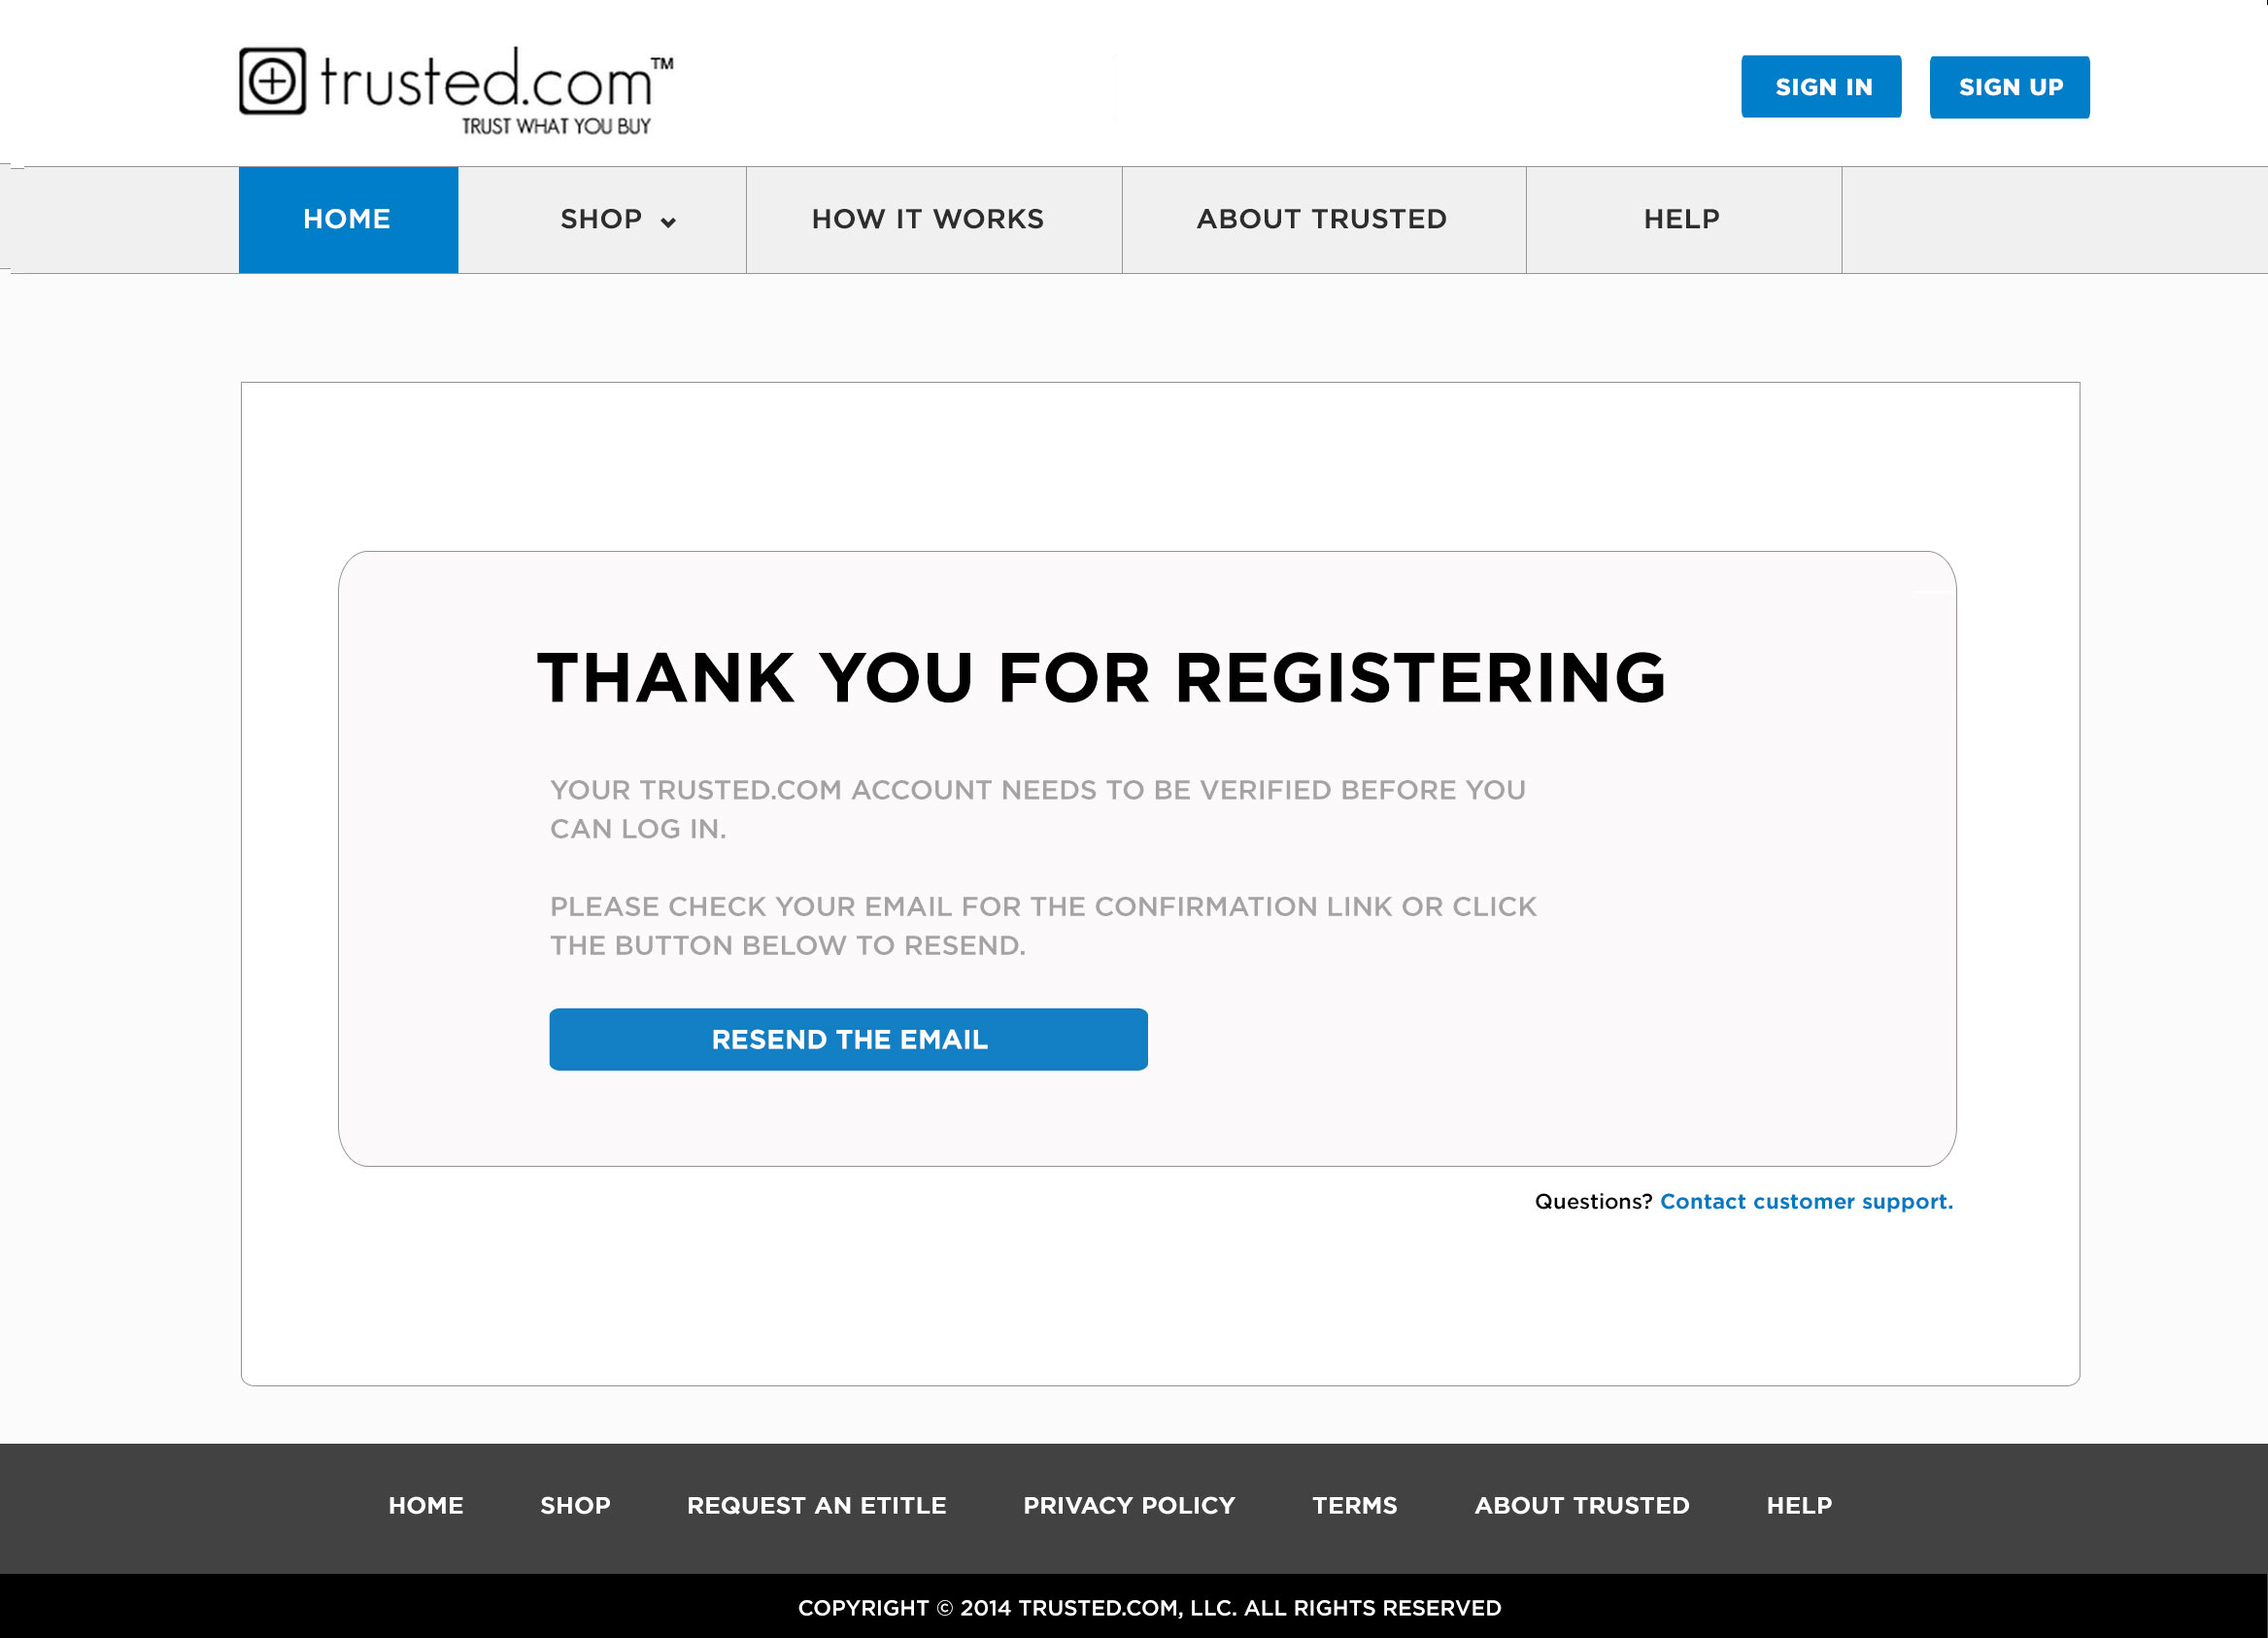 trusted.com™
TRUST WHAT YOU BUY
SIGN IN
SIGN UP
HOME
SHOP
HOW IT WORKS
ABOUT TRUSTED
HELP
THANK YOU FOR REGISTERING
YOUR TRUSTED.COM ACCOUNT NEEDS TO BE VERIFIED BEFORE YOU
CAN LOG IN.
PLEASE CHECK YOUR EMAIL FOR THE CONFIRMATION LINK OR CLICK
THE BUTTON BELOW TO RESEND.
RESEND THE EMAIL
Questions? Contact customer support.
HOME
SHOP
REQUEST AN ETITLE
PRIVACY POLICY
TERMS
ABOUT TRUSTED
HELP
COPYRIGHT © 2014 TRUSTED.COM, LLC. ALL RIGHTS RESERVED